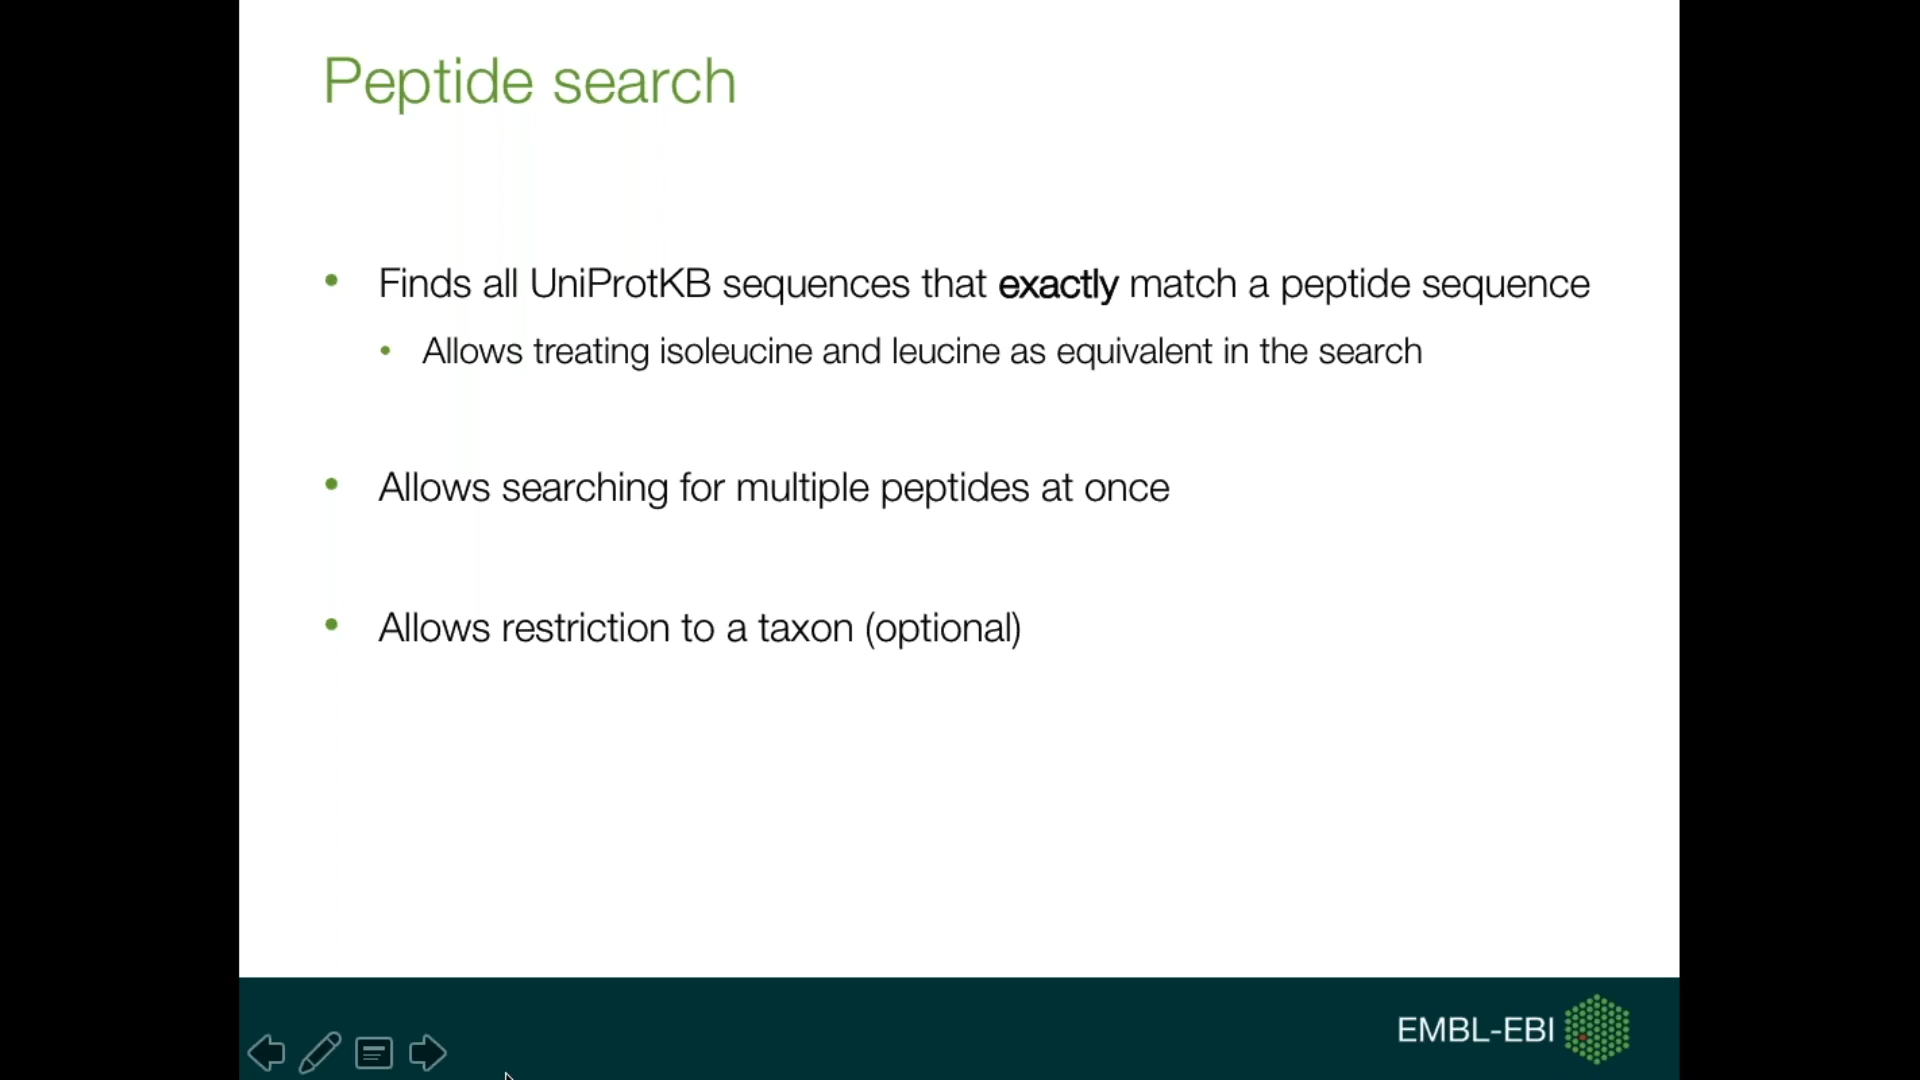 Peptide search
• Finds all UniProtKB sequences that exactly match a peptide sequence
• Allows treating isoleucine and leucine as equivalent in the search
• Allows searching for multiple peptides at once
• Allows restriction to a taxon (optional)
EMBL-EBI